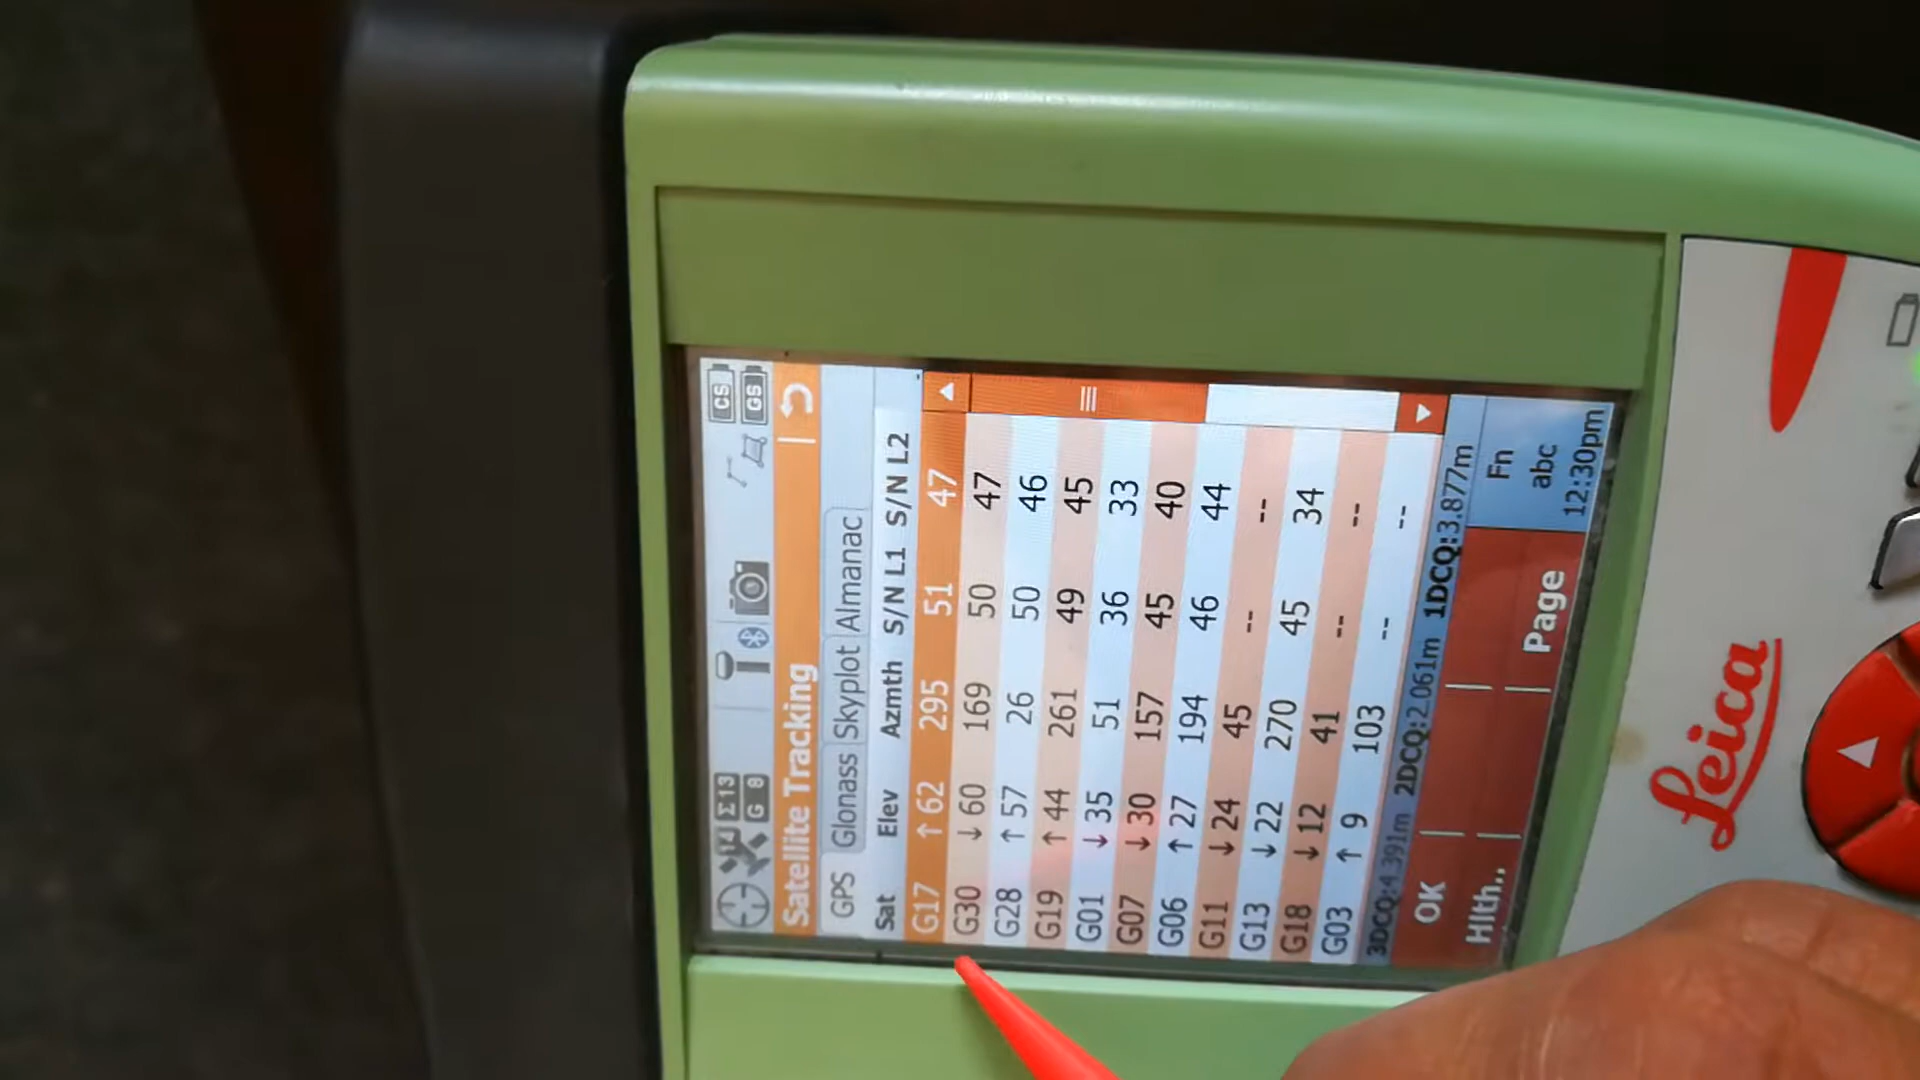 14 Σ13 CS
G 8 GS
Satellite Tracking
GPS Glonass Skyplot Almanac
Sat Elev Azmth S/N L1 S/N L2
G17 ↑ 62 295 51 47
G30 ↓ 60 169 50 47
G28 ↑ 57 26 50 46
G19 ↑ 44 261 49 45
G01 ↓ 35 51 36 33
G07 ↓ 30 157 45 40
G06 ↑ 27 194 46 44
G11 ↓ 24 45 -- --
G13 ↓ 22 270 45 34
G18 ↓ 12 41 -- --
G03 ↑ 9 103 -- --
3DCQ:4.391m 2DCQ:2.061m 1DCQ:3.877m
OK Fn
abc
Hlth.. Page 12:30pm
Leica